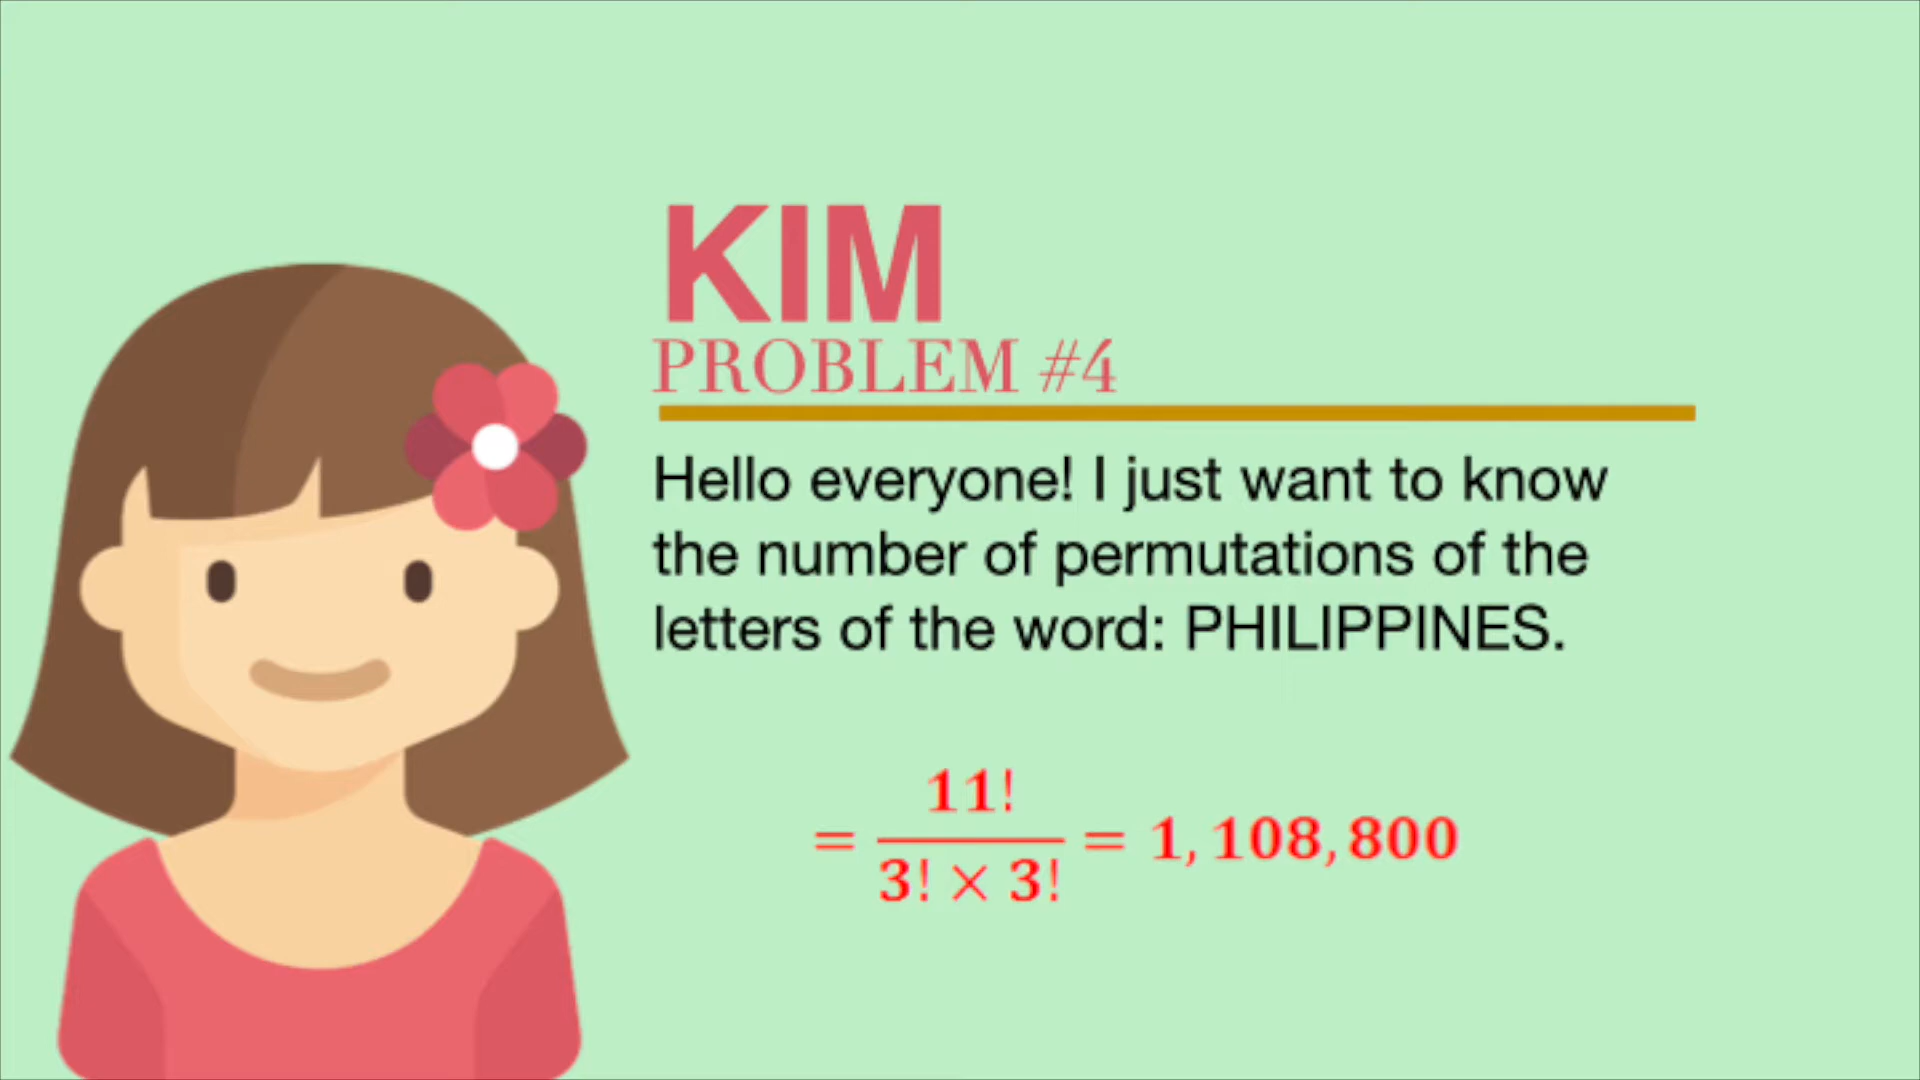 KIM
PROBLEM #4
Hello everyone! I just want to know
the number of permutations of the
letters of the word: PHILIPPINES.
= 11! / 3! × 3! = 1,108,800